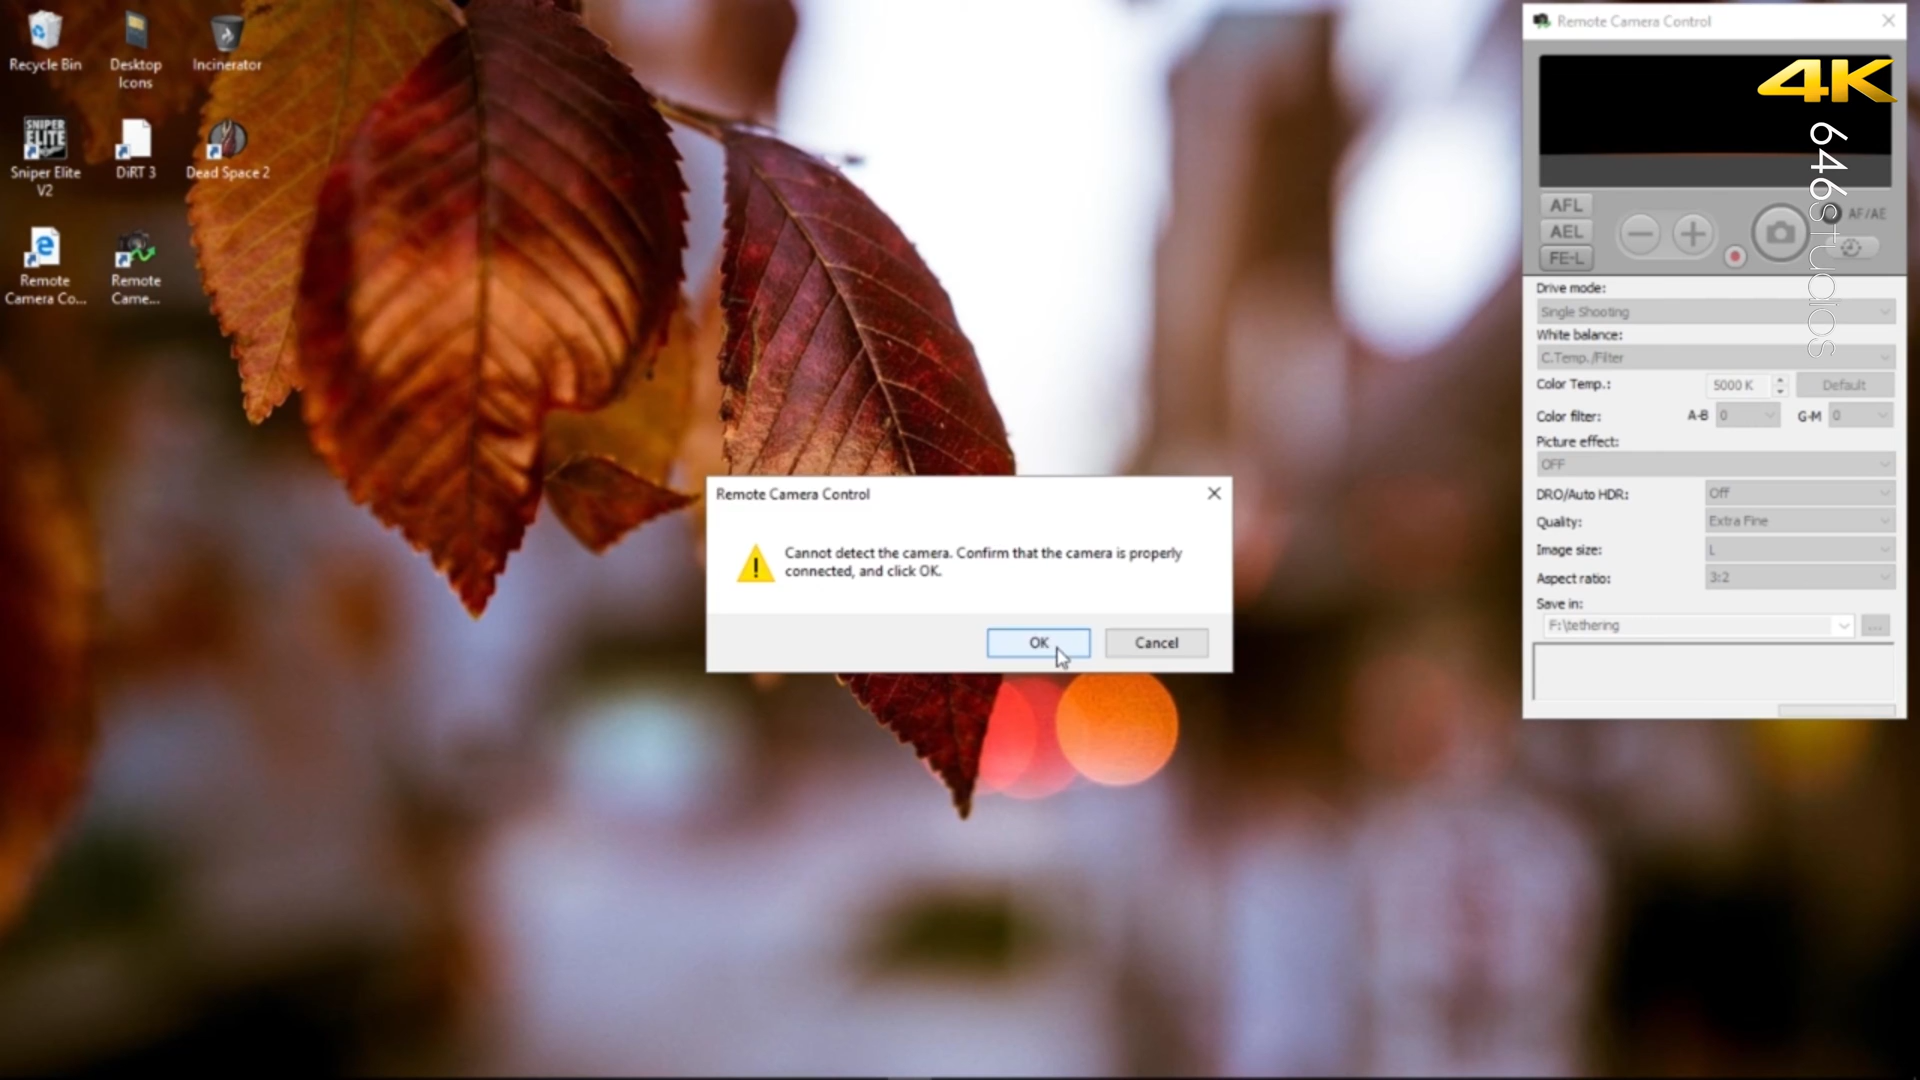 Recycle Bin
Desktop
Icons
Incinerator
SNIPER
ELITE
Sniper Elite
V2
DiRT 3
Dead Space 2
Remote
Camera Co...
Remote
Came...
Remote Camera Control
4K
646studios
AFL
AEL
FE-L
AF/AE
Drive mode:
Single Shooting
White balance:
C.Temp./Filter
Color Temp.:
5000 K
Default
Color filter:
A-B
0
G-M
0
Picture effect:
OFF
DRO/Auto HDR:
Off
Quality:
Extra Fine
Image size:
L
Aspect ratio:
3:2
Save in:
F:\tethering
...
Remote Camera Control
Cannot detect the camera. Confirm that the camera is properly
connected, and click OK.
OK
Cancel